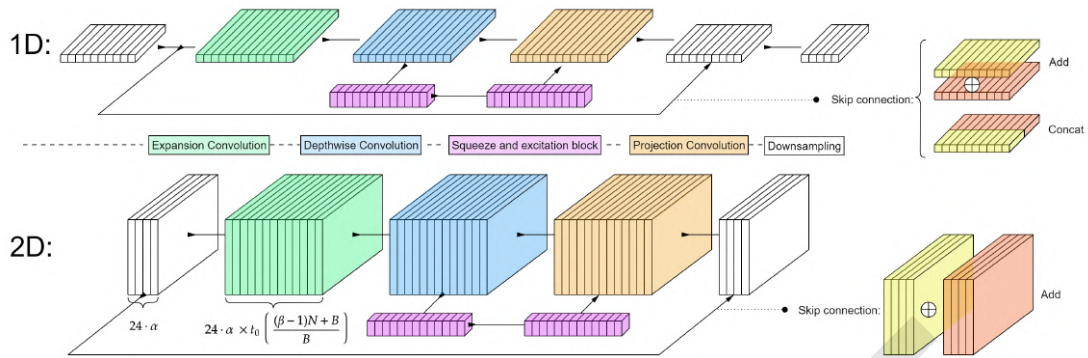 1D:
Skip connection:
Add
Concat
Expansion Convolution
Depthwise Convolution
Squeeze and excitation block
Projection Convolution
Downsampling
2D:
24 · α
24 · α × t₀ ( (β − 1)N + B / B )
Skip connection:
Add